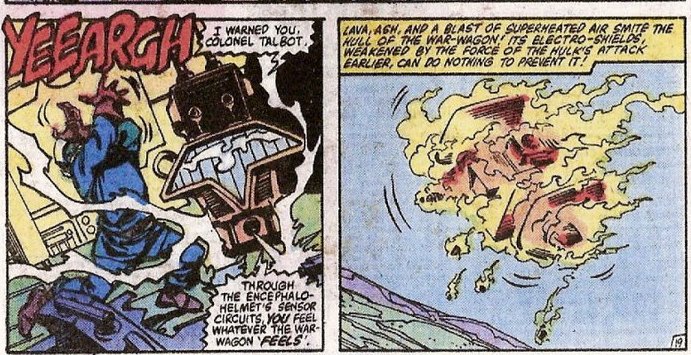 YEEARGH
I WARNED YOU,
COLONEL TALBOT.
THROUGH
THE ENCEPHALO-
HELMET'S SENSOR
CIRCUITS, YOU FEEL
WHATEVER THE WAR-
WAGON 'FEELS'.
LAVA, ASH, AND A BLAST OF SUPERHEATED AIR SMITE THE
HULL OF THE WAR-WAGON! ITS ELECTRO-SHIELDS,
WEAKENED BY THE FORCE OF THE HULK'S ATTACK
EARLIER, CAN DO NOTHING TO PREVENT IT!
19